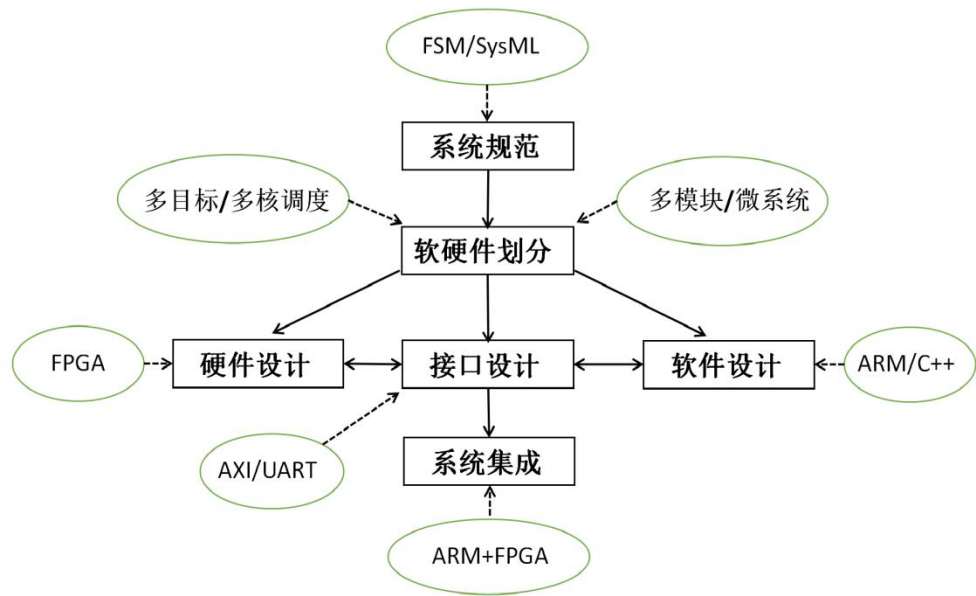 FSM/SysML
系统规范
多目标/多核调度
多模块/微系统
软硬件划分
FPGA
硬件设计
接口设计
软件设计
ARM/C++
AXI/UART
系统集成
ARM+FPGA